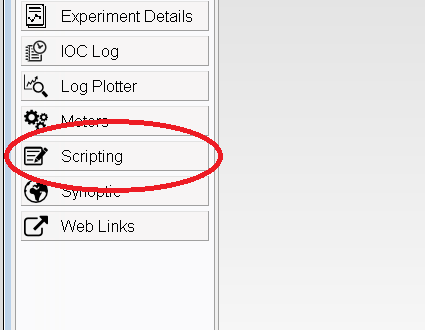 Experiment Details
IOC Log
Log Plotter
Motors
Scripting
Synoptic
Web Links